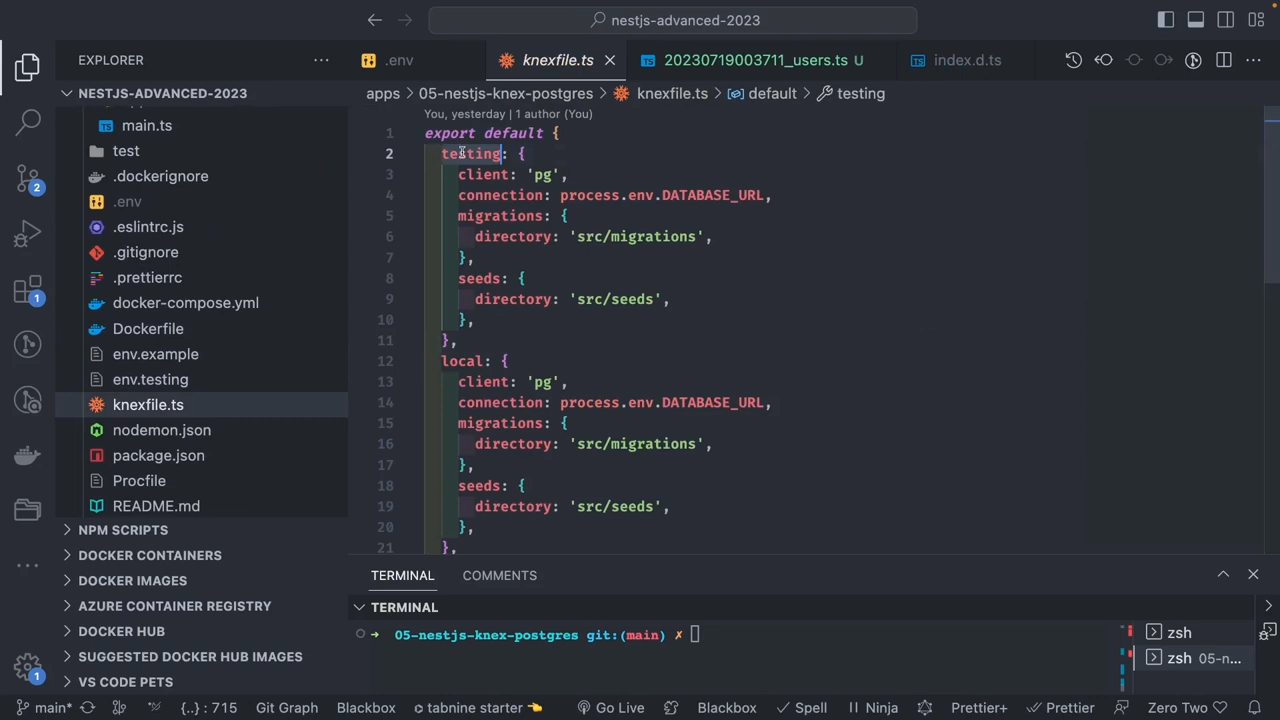 nestjs-advanced-2023
EXPLORER
.env
knexfile.ts
20230719003711_users.ts U
index.d.ts
NESTJS-ADVANCED-2023
main.ts
test
.dockerignore
.env
.eslintrc.js
.gitignore
.prettierrc
docker-compose.yml
Dockerfile
env.example
env.testing
knexfile.ts
nodemon.json
package.json
Procfile
README.md
NPM SCRIPTS
DOCKER CONTAINERS
DOCKER IMAGES
AZURE CONTAINER REGISTRY
DOCKER HUB
SUGGESTED DOCKER HUB IMAGES
VS CODE PETS
2
1
1
apps > 05-nestjs-knex-postgres > knexfile.ts > default > testing
You, yesterday | 1 author (You)
1 export default {
2 testing: {
3 client: 'pg',
4 connection: process.env.DATABASE_URL,
5 migrations: {
6 directory: 'src/migrations',
7 },
8 seeds: {
9 directory: 'src/seeds',
10 },
11 },
12 local: {
13 client: 'pg',
14 connection: process.env.DATABASE_URL,
15 migrations: {
16 directory: 'src/migrations',
17 },
18 seeds: {
19 directory: 'src/seeds',
20 },
21 },
TERMINAL COMMENTS
TERMINAL
05-nestjs-knex-postgres git:(main) ✗
zsh
zsh 05-n...
main* {..} : 715 Git Graph Blackbox tabnine starter 👈 Go Live Blackbox Spell Ninja Prettier+ Prettier Zero Two